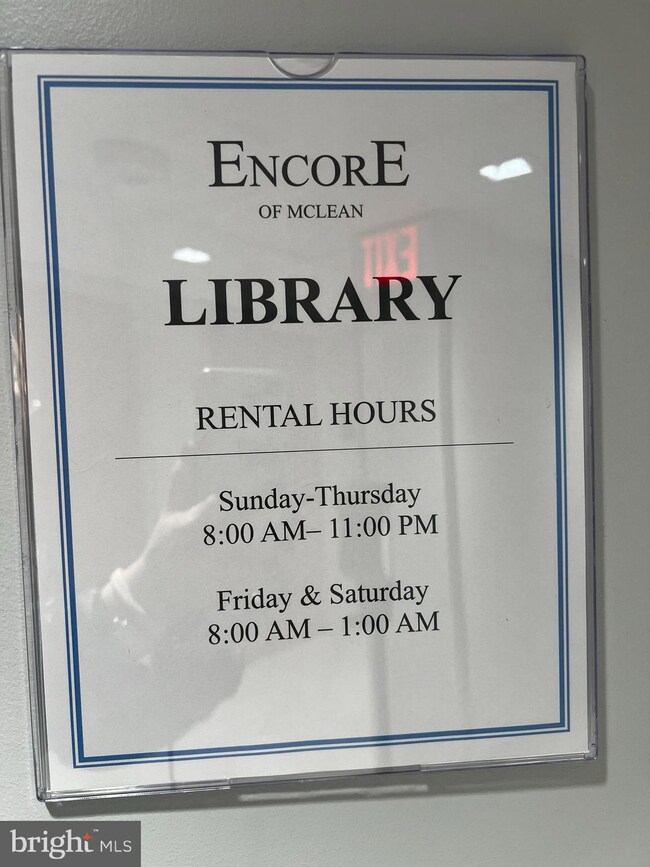 ENCORE
OF MCLEAN
EXIT
LIBRARY
RENTAL HOURS
Sunday-Thursday
8:00 AM– 11:00 PM
Friday & Saturday
8:00 AM – 1:00 AM
bright MLS